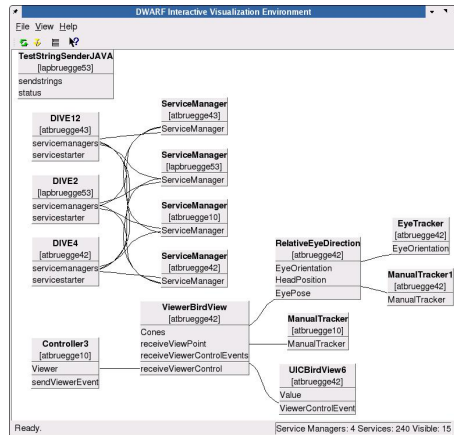 DWARF Interactive Visualization Environment
File View Help
TestStringSenderJAVA
[lapbruegge53]
sendstrings
status
DIVE12
[atbruegge43]
servicemanagers
servicestarter
DIVE2
[lapbruegge53]
servicemanagers
servicestarter
DIVE4
[atbruegge42]
servicemanagers
servicestarter
ServiceManager
[atbruegge43]
ServiceManager
ServiceManager
[lapbruegge53]
ServiceManager
ServiceManager
[atbruegge10]
ServiceManager
ServiceManager
[atbruegge42]
ServiceManager
RelativeEyeDirection
[atbruegge42]
EyeOrientation
HeadPosition
EyePose
EyeTracker
[atbruegge42]
EyeOrientation
ManualTracker1
[atbruegge42]
ManualTracker
ViewerBirdView
[atbruegge42]
Cones
receiveViewPoint
receiveViewerControlEvents
receiveViewerControl
ManualTracker
[atbruegge10]
ManualTracker
Controller3
[atbruegge10]
Viewer
sendViewerEvent
UICBirdView6
[atbruegge42]
Value
ViewerControlEvent
Ready.
Service Managers: 4 Services: 240 Visible: 15